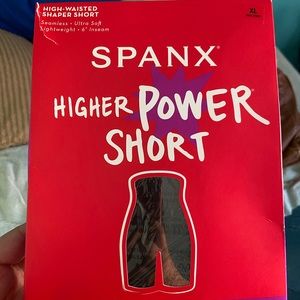 HIGH-WAISTED
SHAPER SHORT
Seamless • Ultra Soft
Lightweight • 6" Inseam
XL
SPANX®
HIGHER POWER®
SHORT